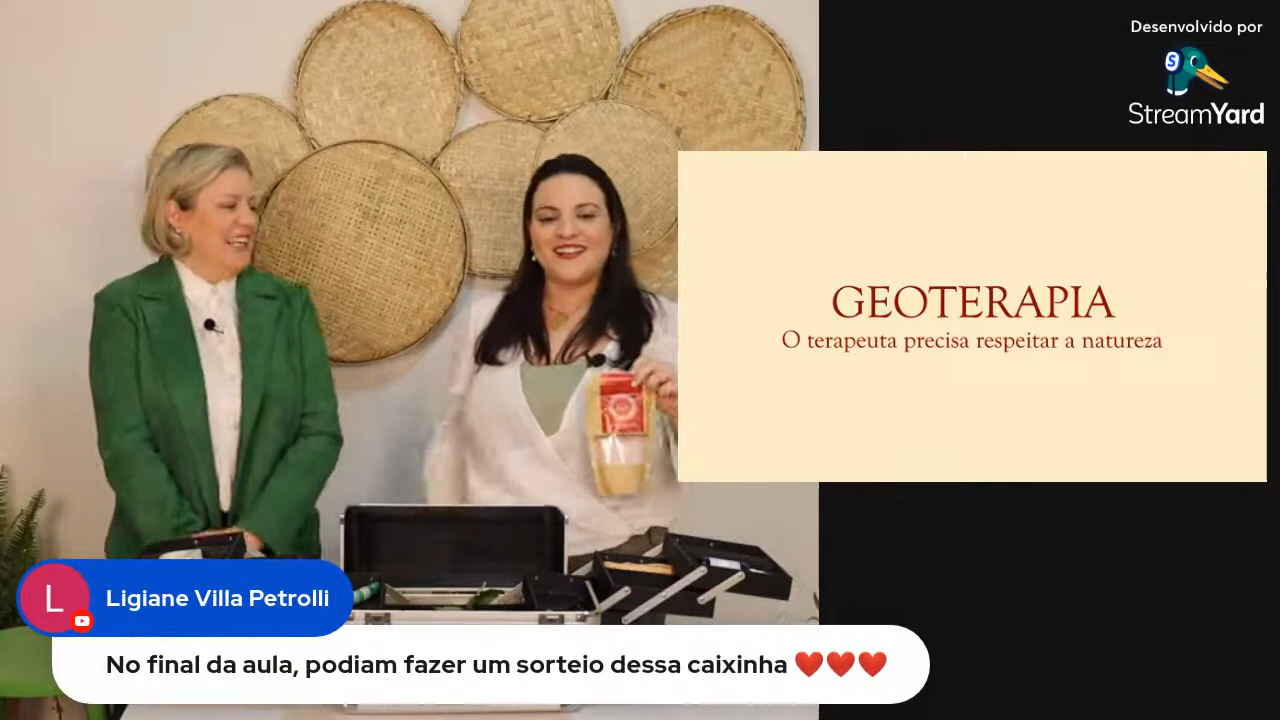 Desenvolvido por
StreamYard
GEOTERAPIA
O terapeuta precisa respeitar a natureza
L
Ligiane Villa Petrolli
No final da aula, podiam fazer um sorteio dessa caixinha ❤️❤️❤️